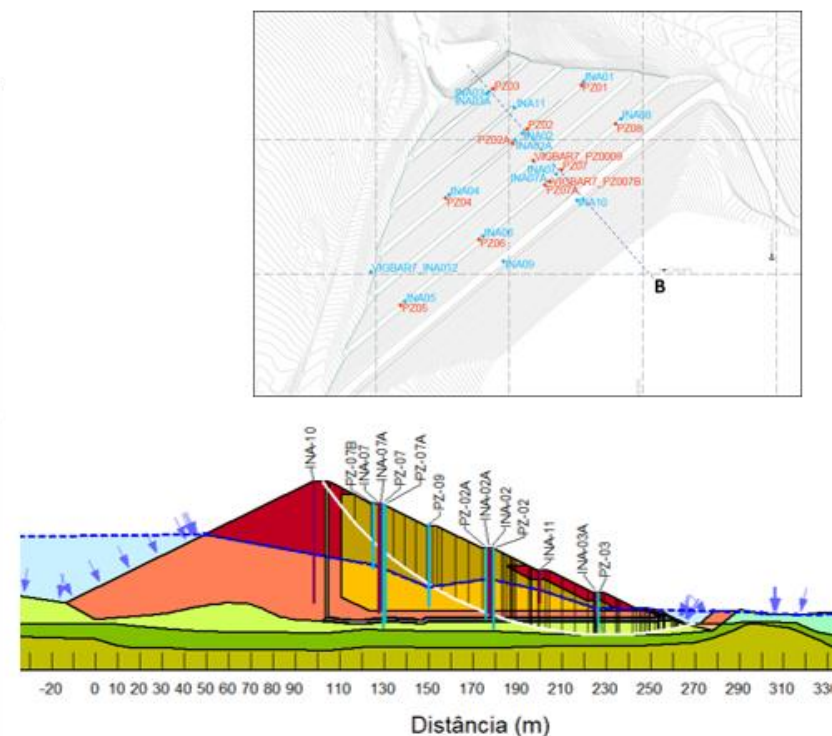 INA01
PZ01
PZ03
INA03
INA03A
INA11
INA08
PZ08
PZ02
INA02
PZ02A
INA02A
VIGBAR7_PZ0009
PZ07
INA07
INA07A
VIGBAR7_PZ007B
PZ07A
INA10
INA04
PZ04
INA06
PZ06
INA09
VIGBAR7_INA012
INA05
PZ05
B
INA-10
PZ-07B
INA-07
INA-07A
PZ-07
PZ-07A
PZ-09
PZ-02A
INA-02A
INA-02
PZ-02
INA-11
INA-03A
PZ-03
-20 0 10 20 30 40 50 60 70 80 90 110 130 150 170 190 210 230 250 270 290 310 330
Distância (m)